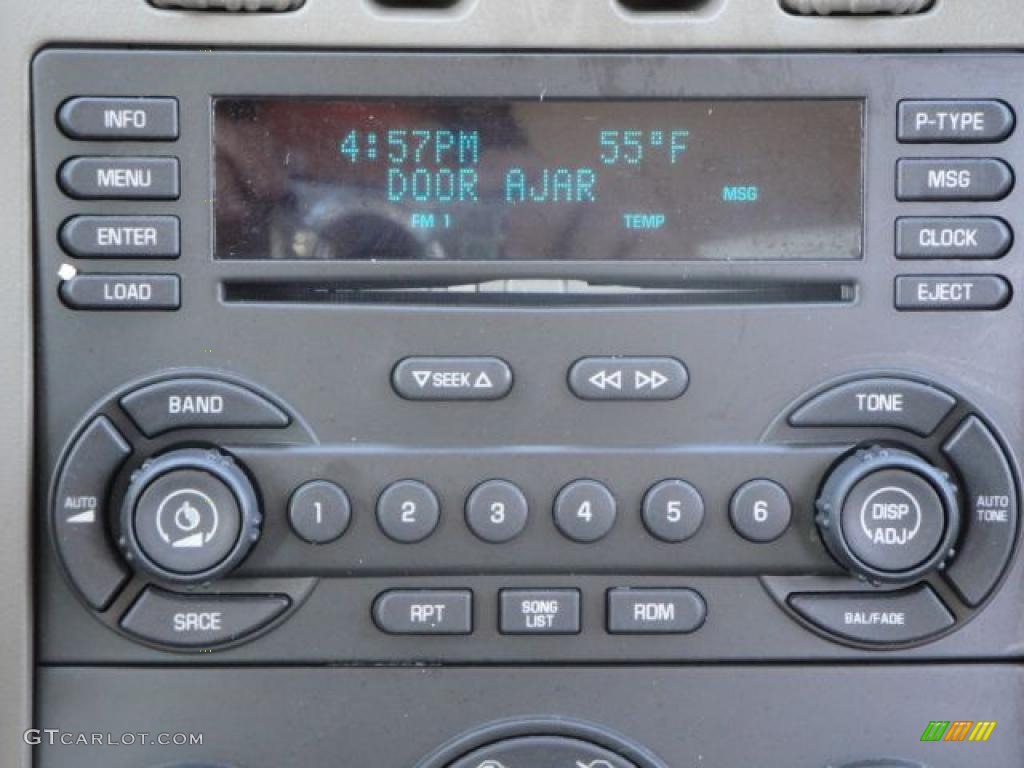 INFO
4:57PM 55°F
P-TYPE
MENU
DOOR AJAR
MSG
MSG
FM 1 TEMP
ENTER
CLOCK
LOAD
EJECT
SEEK
BAND
TONE
AUTO
1 2 3 4 5 6
DISP
ADJ
AUTO
TONE
SRCE
RPT
SONG
LIST
RDM
BAL/FADE
GTCARLOT.COM